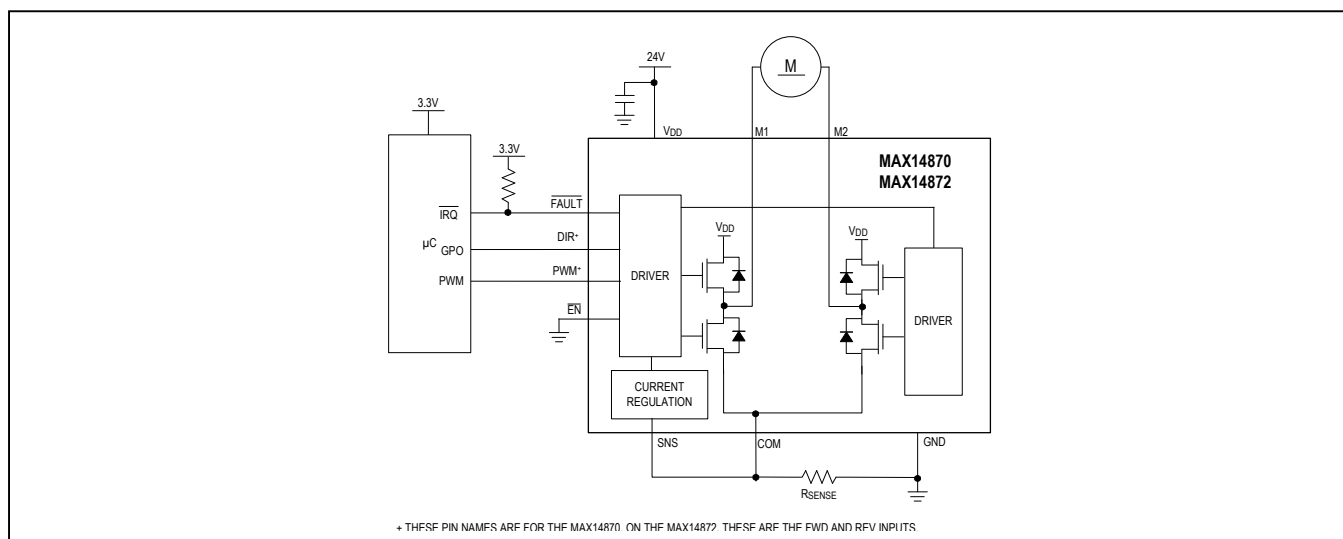 24V
M
3.3V
VDD
M1
M2
MAX14870
MAX14872
3.3V
IRQ
FAULT
µC
GPO
DIR+
PWM
PWM+
EN
DRIVER
VDD
VDD
DRIVER
CURRENT
REGULATION
SNS
COM
GND
RSENSE
+ THESE PIN NAMES ARE FOR THE MAX14870. ON THE MAX14872, THESE ARE THE FWD AND REV INPUTS.